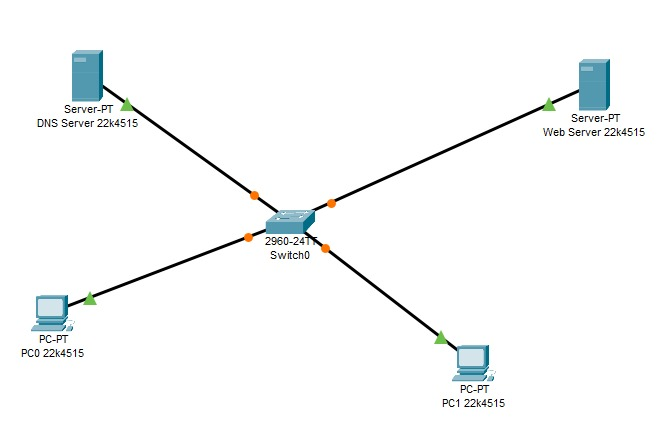 Server-PT
DNS Server 22k4515
Server-PT
Web Server 22k4515
2960-24TT
Switch0
PC-PT
PC0 22k4515
PC-PT
PC1 22k4515